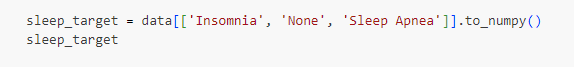 sleep_target = data[['Insomnia', 'None', 'Sleep Apnea']].to_numpy()
sleep_target